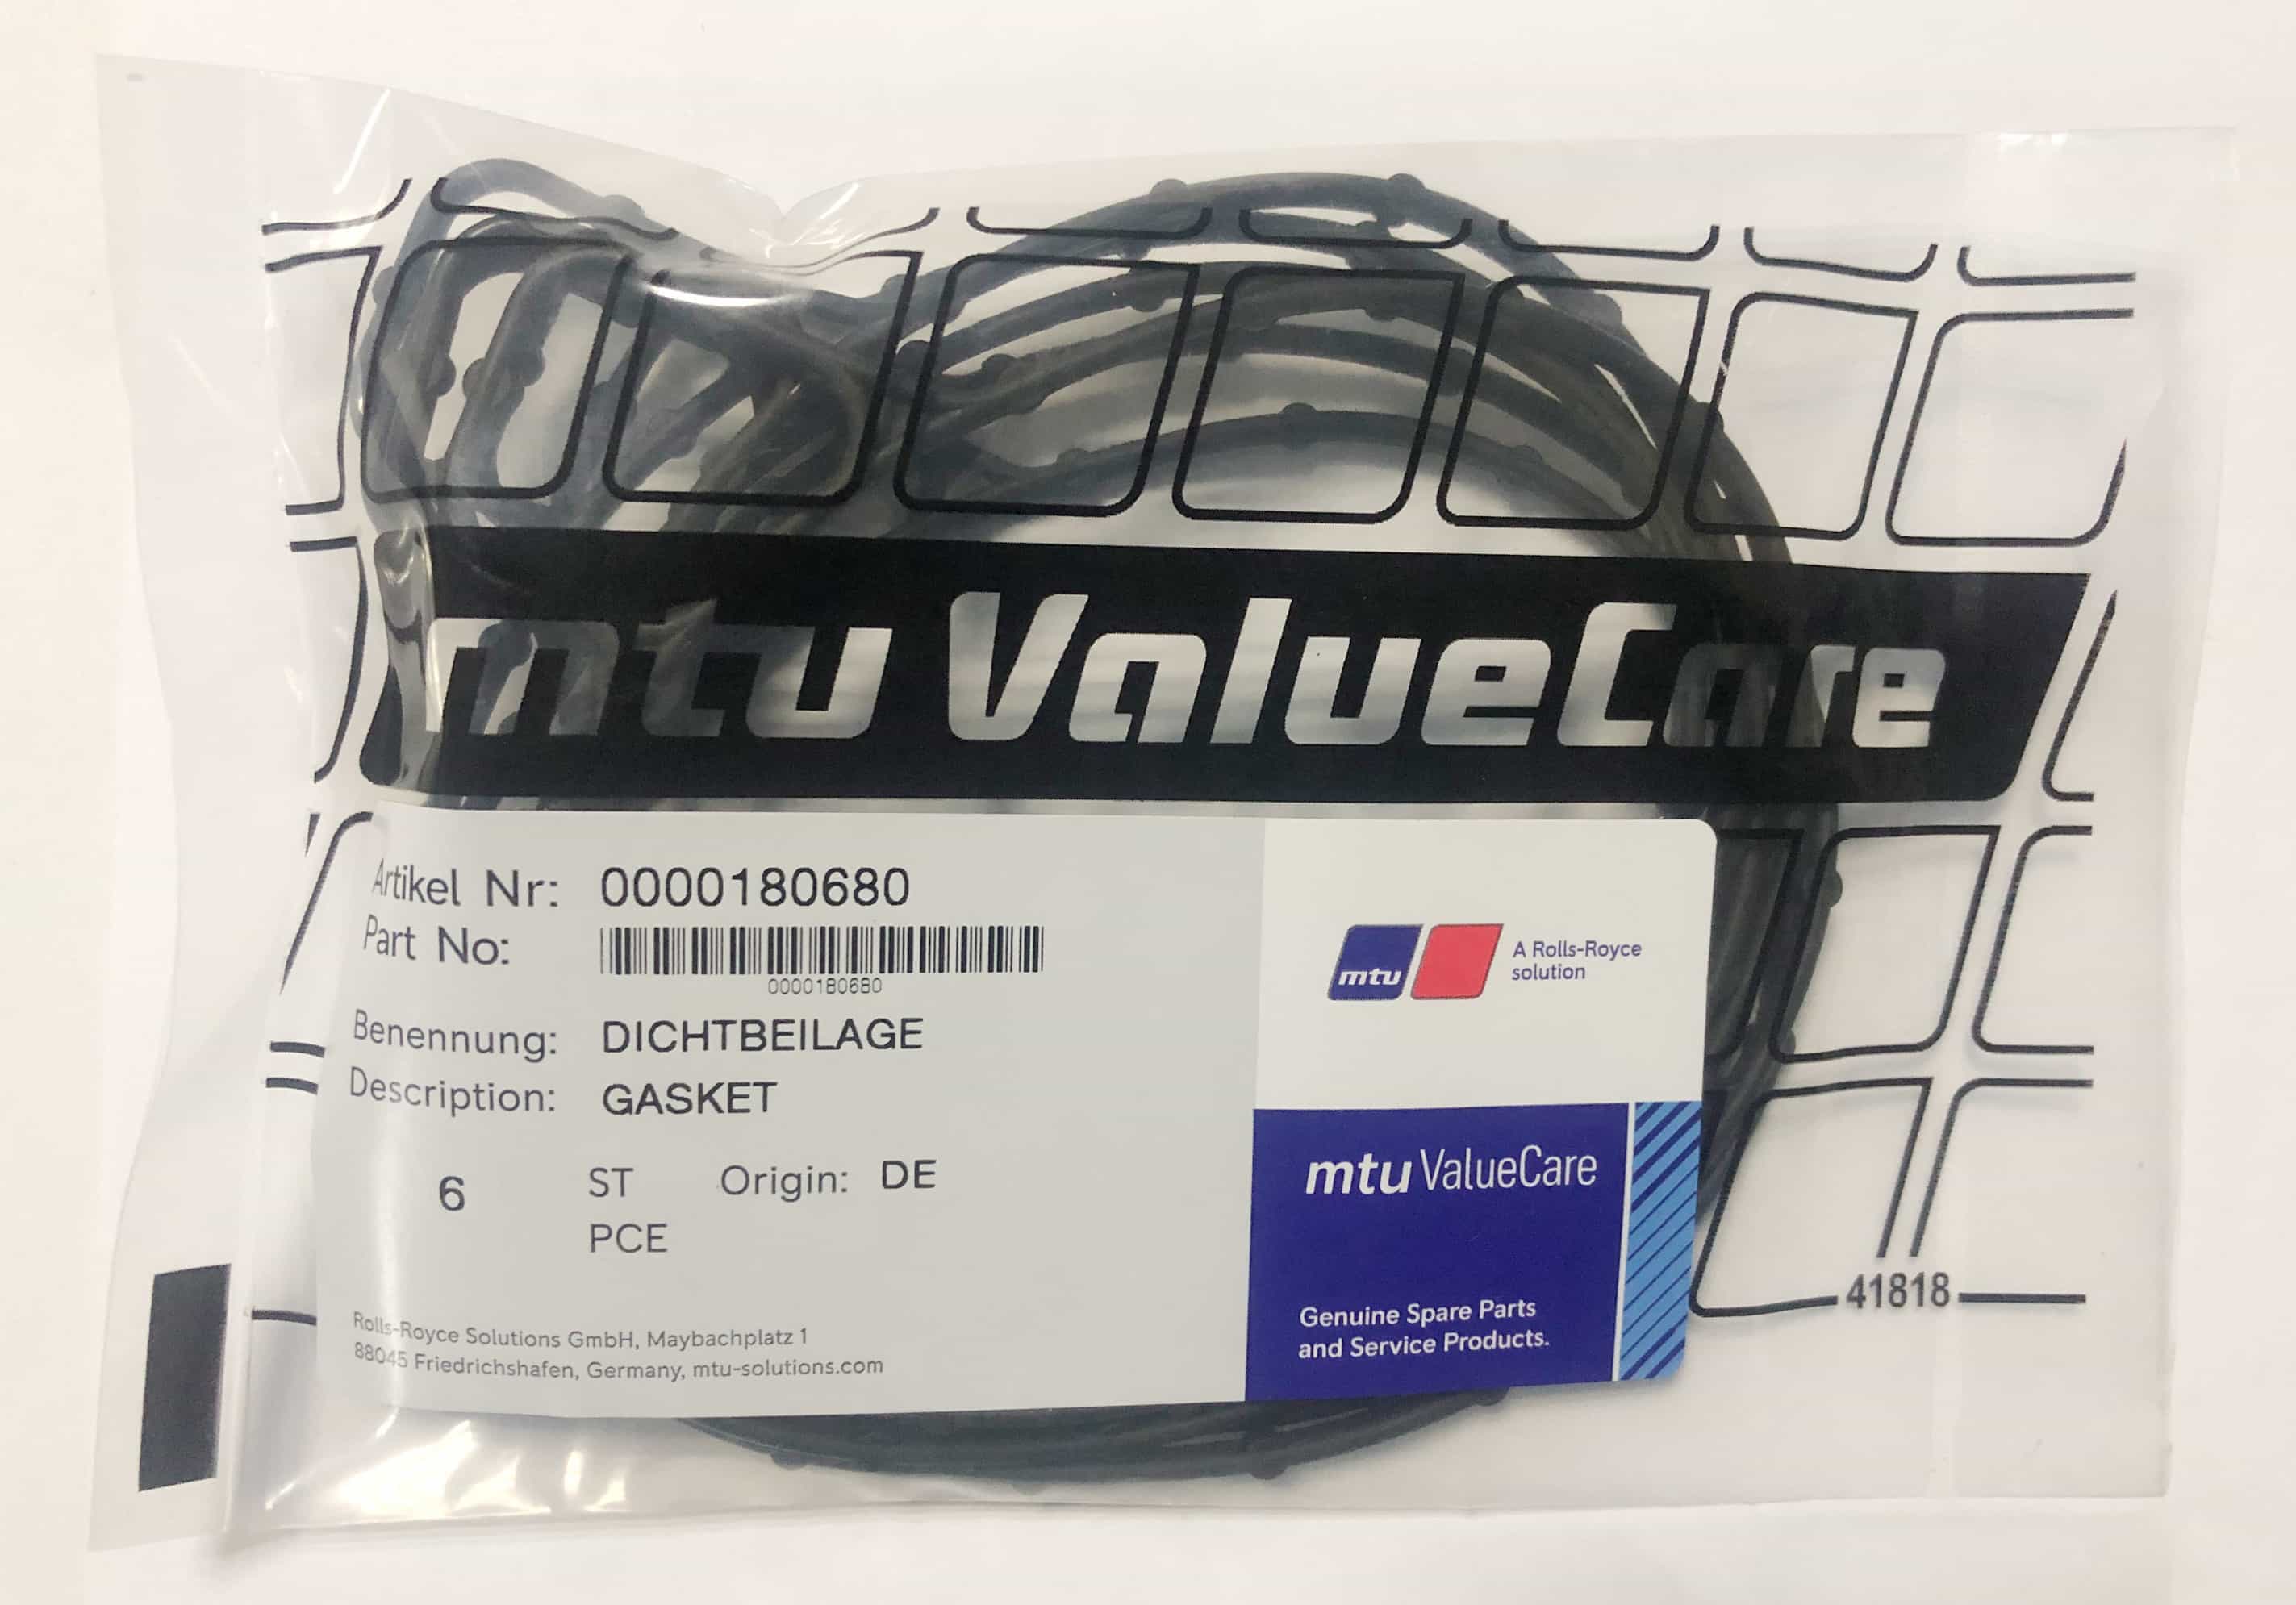 mtu ValueCare
Artikel Nr: 0000180680
Part No:
0000180680
Benennung: DICHTBEILAGE
Description: GASKET
6 ST Origin: DE
PCE
Rolls-Royce Solutions GmbH, Maybachplatz 1
88045 Friedrichshafen, Germany, mtu-solutions.com
mtu
A Rolls-Royce
solution
mtu ValueCare
Genuine Spare Parts
and Service Products.
41818